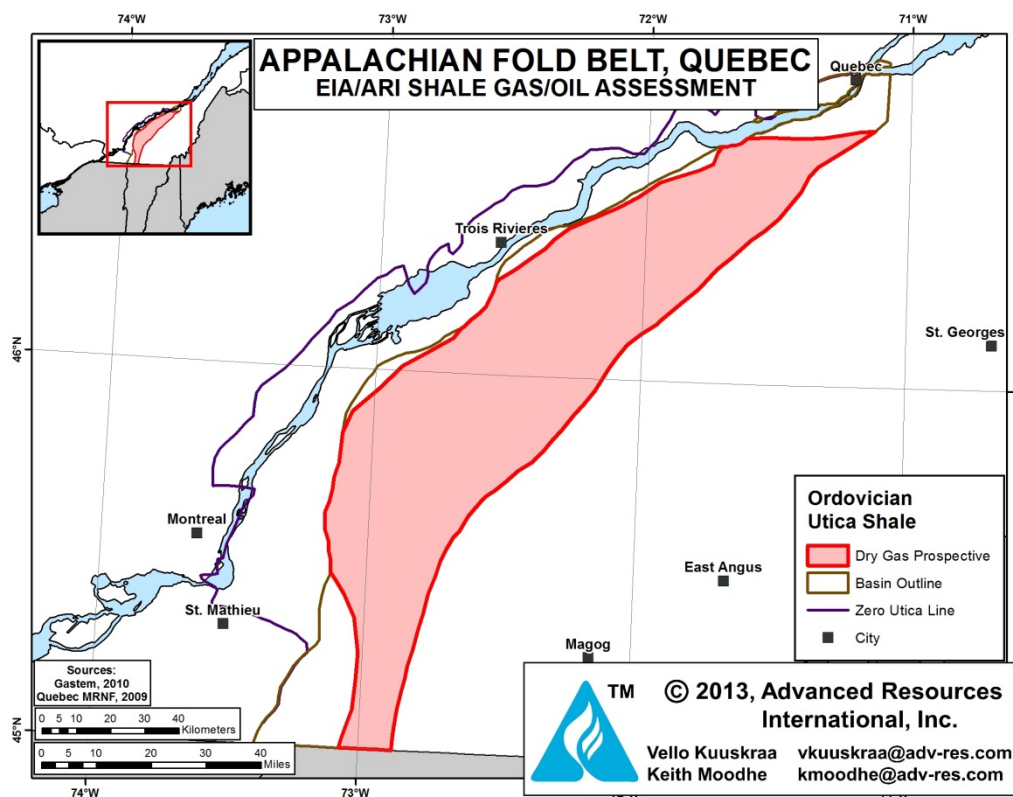 74°W
73°W
72°W
71°W
APPALACHIAN FOLD BELT, QUEBEC
EIA/ARI SHALE GAS/OIL ASSESSMENT
Quebec
Trois Rivieres
St. Georges
46°N
Montreal
East Angus
St. Mathieu
Magog
45°N
Ordovician
Utica Shale
Dry Gas Prospective
Basin Outline
Zero Utica Line
City
Sources:
Gastem, 2010
Quebec MRNF, 2009
0 5 10 20 30 40
Kilometers
0 5 10 20 30 40
Miles
TM
© 2013, Advanced Resources
International, Inc.
Vello Kuuskraa vkuuskraa@adv-res.com
Keith Moodhe kmoodhe@adv-res.com
74°W
73°W